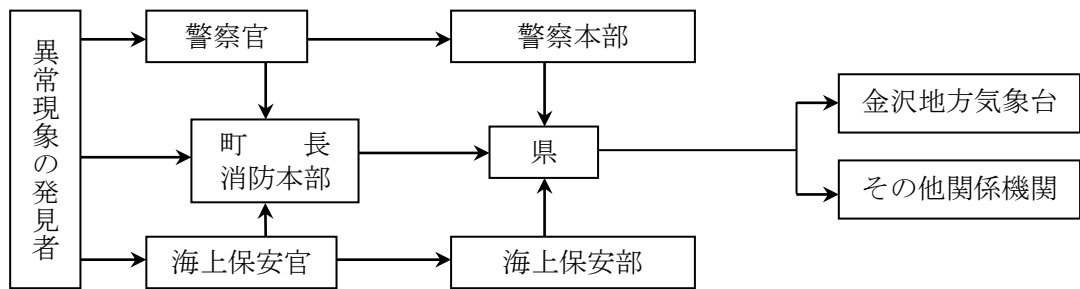 異常現象の発見者
警察官
警察本部
町　長
消防本部
県
金沢地方気象台
その他関係機関
海上保安官
海上保安部